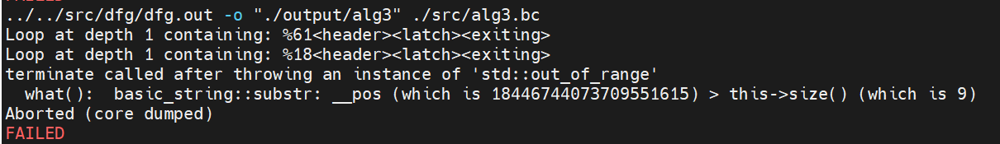 ../../src/dfg/dfg.out -o "./output/alg3" ./src/alg3.bc
Loop at depth 1 containing: %61<header><latch><exiting>
Loop at depth 1 containing: %18<header><latch><exiting>
terminate called after throwing an instance of 'std::out_of_range'
  what():  basic_string::substr: __pos (which is 18446744073709551615) > this->size() (which is 9)
Aborted (core dumped)
FAILED